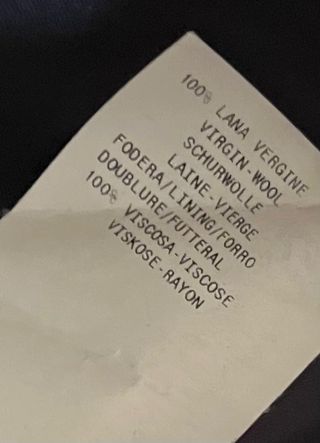 100% LANA VERGINE
VIRGIN-WOOL
SCHURWOLLE
LAINE-VIERGE
FODERA/LINING/FORRO
DOUBLURE/FUTTERAL
100% VISCOSA-VISCOSE
VISKOSE-RAYON